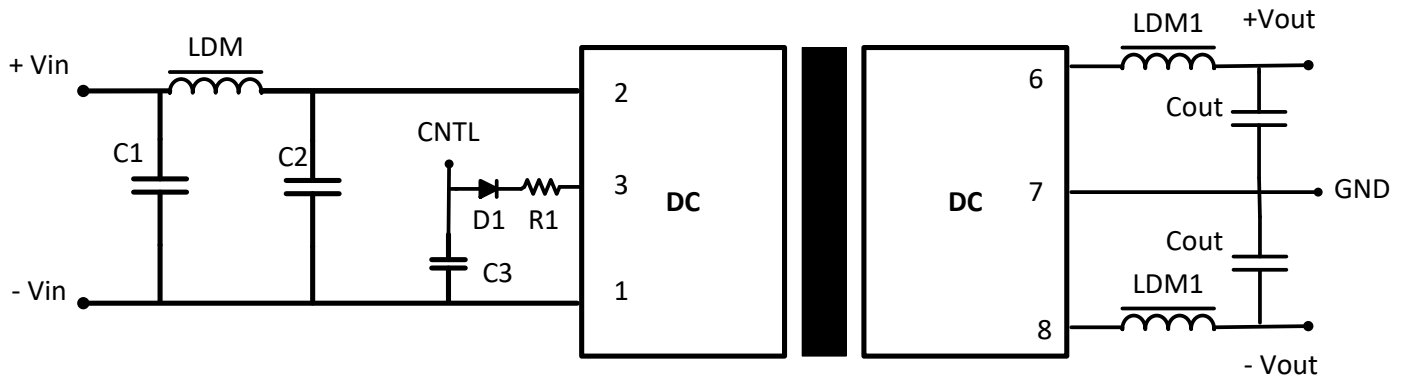 LDM
+ Vin
C1
C2
- Vin
CNTL
D1
R1
C3
2
3
1
DC
DC
6
7
8
LDM1
+Vout
Cout
GND
Cout
LDM1
- Vout